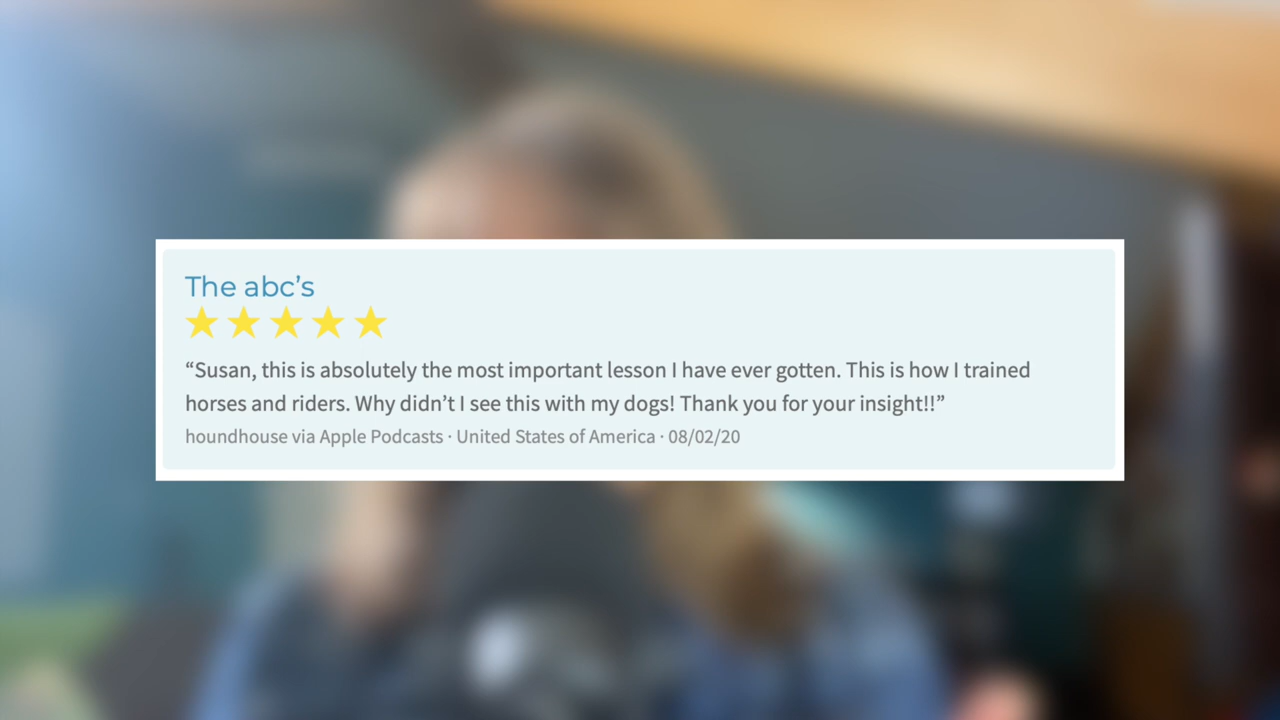 The abc’s
“Susan, this is absolutely the most important lesson I have ever gotten. This is how I trained
horses and riders. Why didn’t I see this with my dogs! Thank you for your insight!!”
houndhouse via Apple Podcasts · United States of America · 08/02/20